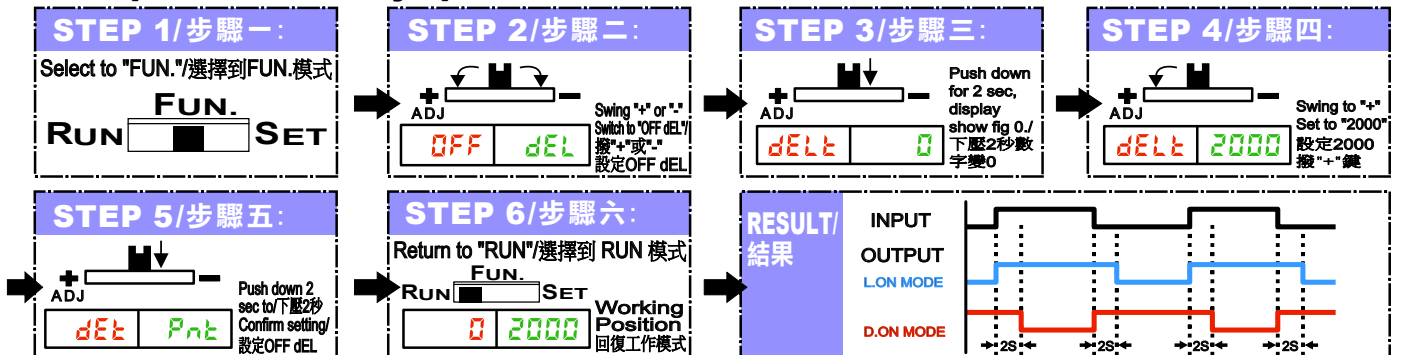 STEP 1/步驟一:
Select to "FUN."/選擇到FUN.模式
FUN.
RUN SET
STEP 2/步驟二:
+ −
ADJ
Swing "+" or "-"
Switch to "OFF dEL"/
撥"+"或"-"
設定OFF dEL
OFF dEL
STEP 3/步驟三:
+ −
ADJ
Push down
for 2 sec,
display
show fig 0./
下壓2秒數
字變0
dELt 0
STEP 4/步驟四:
+ −
ADJ
Swing to "+"
Set to "2000"
設定2000
撥"+"鍵
dELt 2000
STEP 5/步驟五:
+ −
ADJ
Push down 2
sec to/下壓2秒
Confirm setting/
設定OFF dEL
dEt Pnt
STEP 6/步驟六:
Return to "RUN"/選擇到 RUN 模式
FUN.
RUN SET
Working
Position
回復工作模式
0 2000
RESULT/
結果
INPUT
OUTPUT
L.ON MODE
D.ON MODE
2S 2S 2S 2S